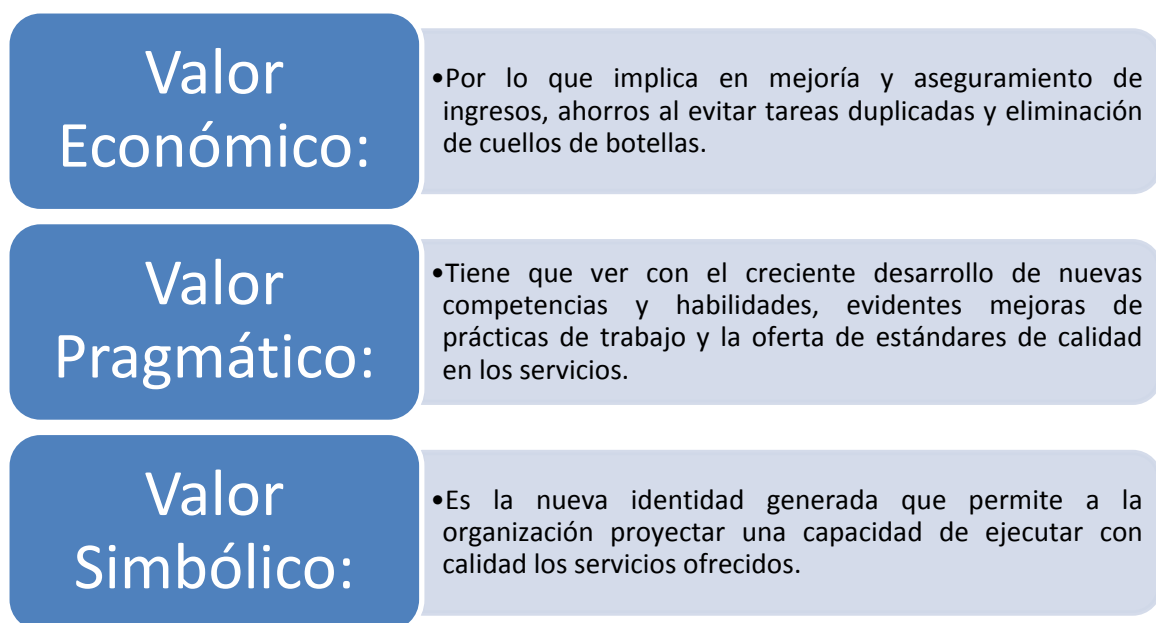 Valor
Económico:
•Por lo que implica en mejoría y aseguramiento de
ingresos, ahorros al evitar tareas duplicadas y eliminación
de cuellos de botellas.
Valor
Pragmático:
•Tiene que ver con el creciente desarrollo de nuevas
competencias y habilidades, evidentes mejoras de
prácticas de trabajo y la oferta de estándares de calidad
en los servicios.
Valor
Simbólico:
•Es la nueva identidad generada que permite a la
organización proyectar una capacidad de ejecutar con
calidad los servicios ofrecidos.